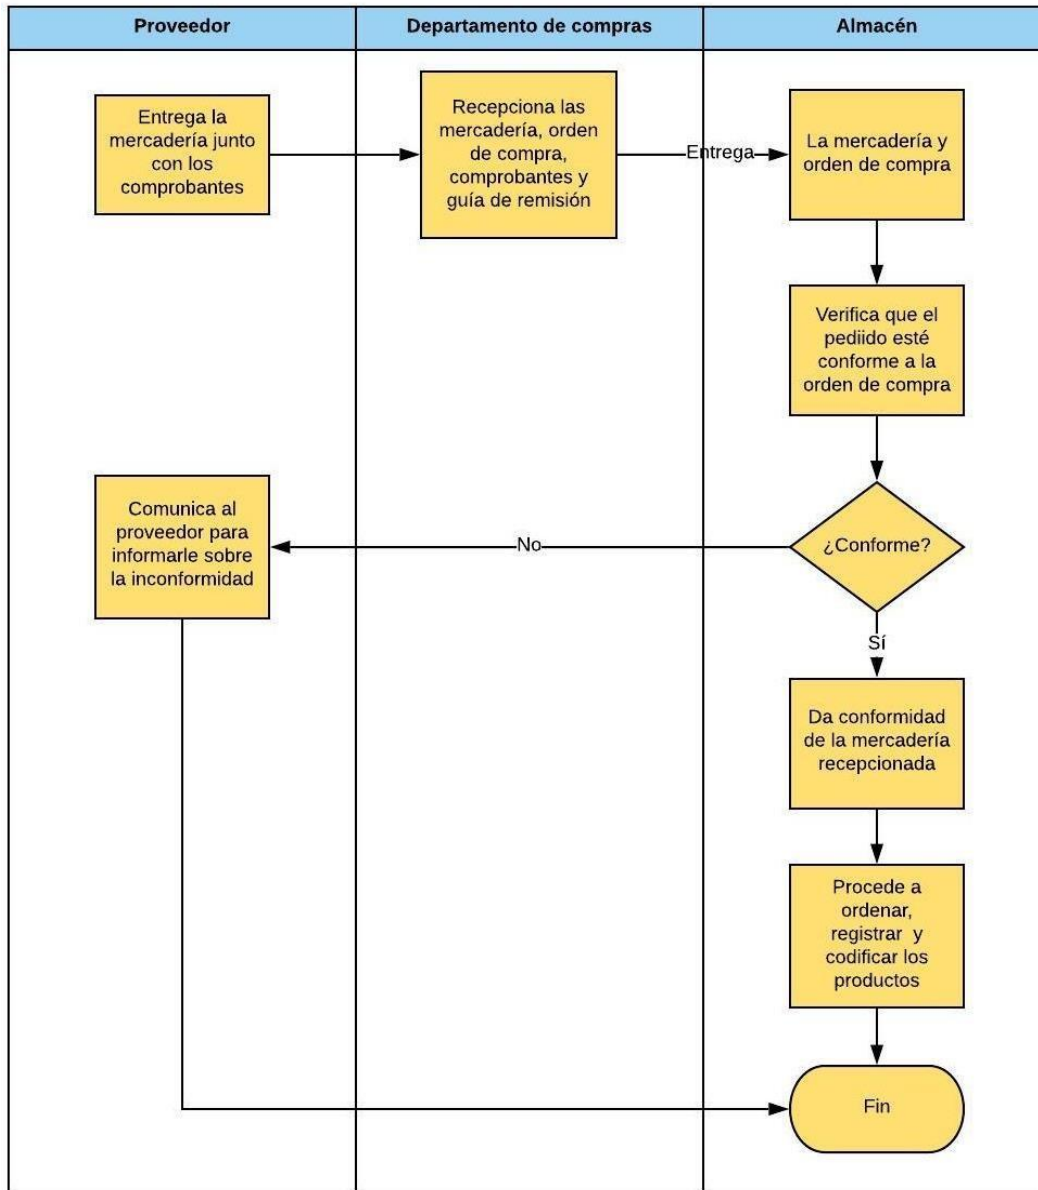 Proveedor
Departamento de compras
Almacén
Entrega la
mercadería junto
con los
comprobantes
Recepciona las
mercadería, orden
de compra,
comprobantes y
guía de remisión
Entrega
La mercadería y
orden de compra
Verifica que el
pediido esté
conforme a la
orden de compra
Comunica al
proveedor para
informarle sobre
la inconformidad
No
¿Conforme?
Sí
Da conformidad
de la mercadería
recepcionada
Procede a
ordenar,
registrar y
codificar los
productos
Fin